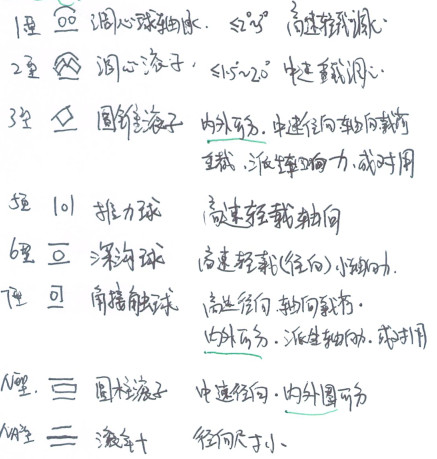 1型 调心球轴承. ≤2°~3° 高速轻载调心
2型 调心滚子. ≤1.5°~2.0° 中速重载调心
3型 圆锥滚子 内外可分. 中速径向轴向载荷
重载. 派生轴向力. 成对用
5型 推力球 高速轻载轴向
6型 深沟球 高速轻载(径向)小轴向力.
7型 角接触球 高速径向.轴向载荷.
内外可分. 派生轴向力. 成对用
N型. 圆柱滚子 中速径向. 内外圈可分
NA型 滚针 径向尺寸小.